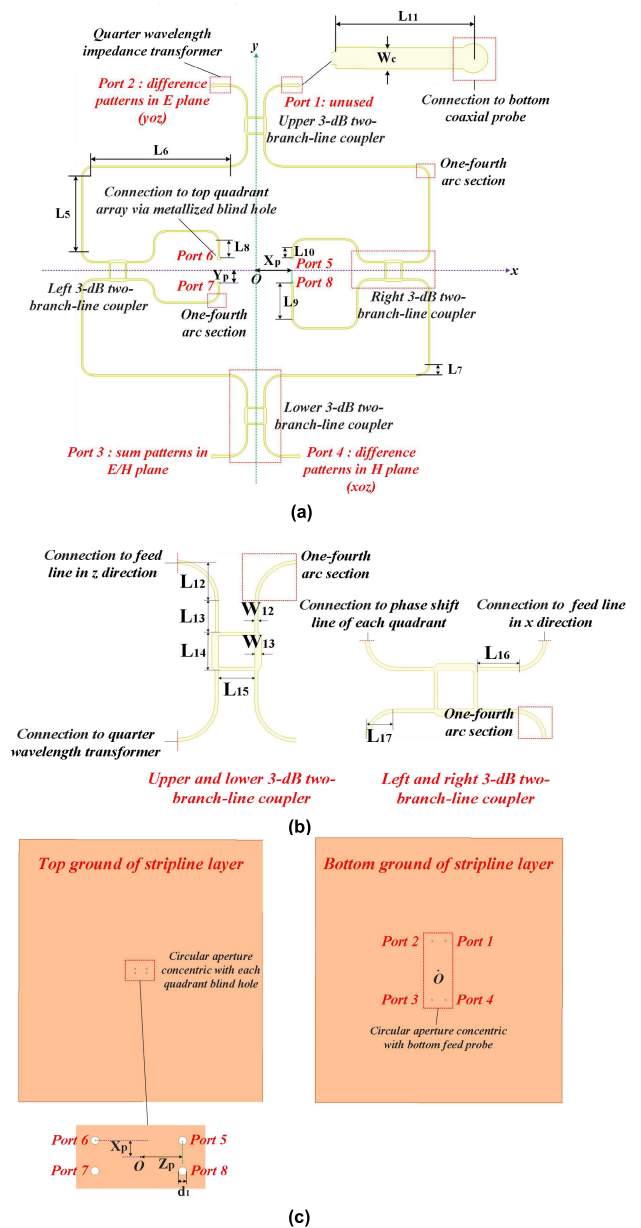 Quarter wavelength
impedance transformer
y
L11
Wc
Port 2 : difference
patterns in E plane
(yoz)
Port 1: unused
Upper 3-dB two-
branch-line coupler
Connection to bottom
coaxial probe
L6
One-fourth
arc section
Connection to top quadrant
array via metallized blind hole
L5
L8
L10
Port 6
Xp
Port 5
x
Yp
O
Port 7
Port 8
Left 3-dB two-
branch-line coupler
L9
Right 3-dB two-
branch-line coupler
One-fourth
arc section
L7
Lower 3-dB two-
branch-line coupler
Port 3 : sum patterns in
E/H plane
Port 4 : difference
patterns in H plane
(xoz)
(a)
Connection to feed
line in z direction
One-fourth
arc section
L12
W12
L13
W13
L14
L15
Connection to phase shift
line of each quadrant
Connection to feed line
in x direction
L16
One-fourth
arc section
L17
Connection to quarter
wavelength transformer
Upper and lower 3-dB two-
branch-line coupler
Left and right 3-dB two-
branch-line coupler
(b)
Top ground of stripline layer
Bottom ground of stripline layer
Circular aperture
concentric with each
quadrant blind hole
Port 2
Port 1
O
Port 3
Port 4
Circular aperture concentric
with bottom feed probe
Port 6
Xp
Port 5
Port 7
O
Zp
Port 8
d1
(c)